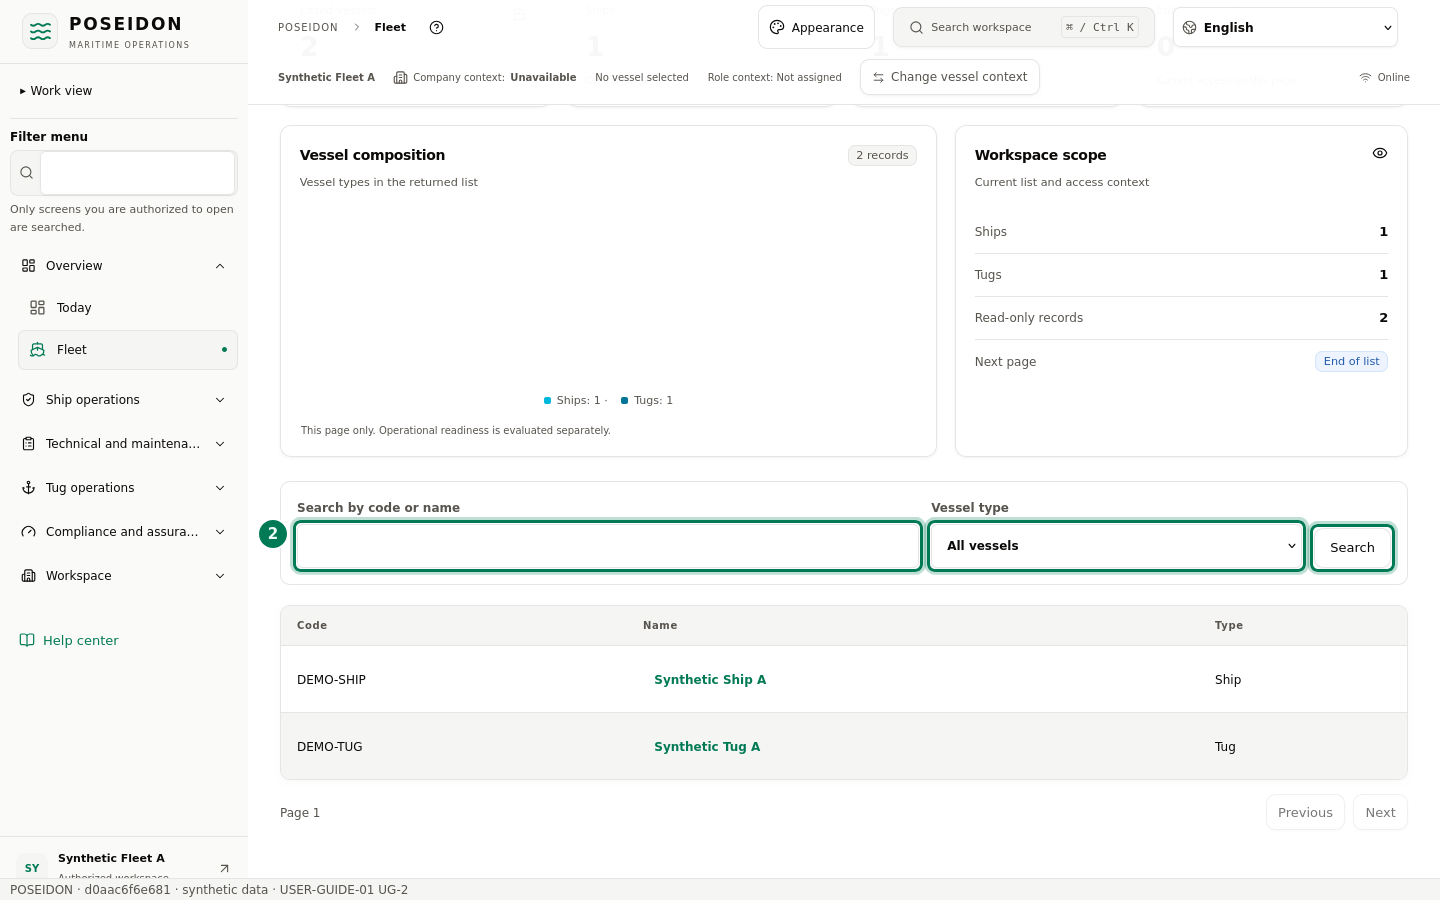 POSEIDON
MARITIME OPERATIONS
POSEIDON
Fleet
Appearance
Search workspace
⌘ / Ctrl K
English
Synthetic Fleet A
Company context: Unavailable
No vessel selected
Role context: Not assigned
Change vessel context
Online
2
1
1
0
▸ Work view
Filter menu
Only screens you are authorized to open
are searched.
Overview
Today
Fleet
Ship operations
Technical and maintena...
Tug operations
Compliance and assura...
Workspace
Help center
SY
Synthetic Fleet A
Authorized workspace
Vessel composition
2 records
Vessel types in the returned list
Ships: 1 ·
Tugs: 1
This page only. Operational readiness is evaluated separately.
Workspace scope
Current list and access context
Ships
1
Tugs
1
Read-only records
2
Next page
End of list
2
Search by code or name
Vessel type
All vessels
Search
Code
Name
Type
DEMO-SHIP
Synthetic Ship A
Ship
DEMO-TUG
Synthetic Tug A
Tug
Page 1
Previous
Next
POSEIDON · d0aac6f6e681 · synthetic data · USER-GUIDE-01 UG-2